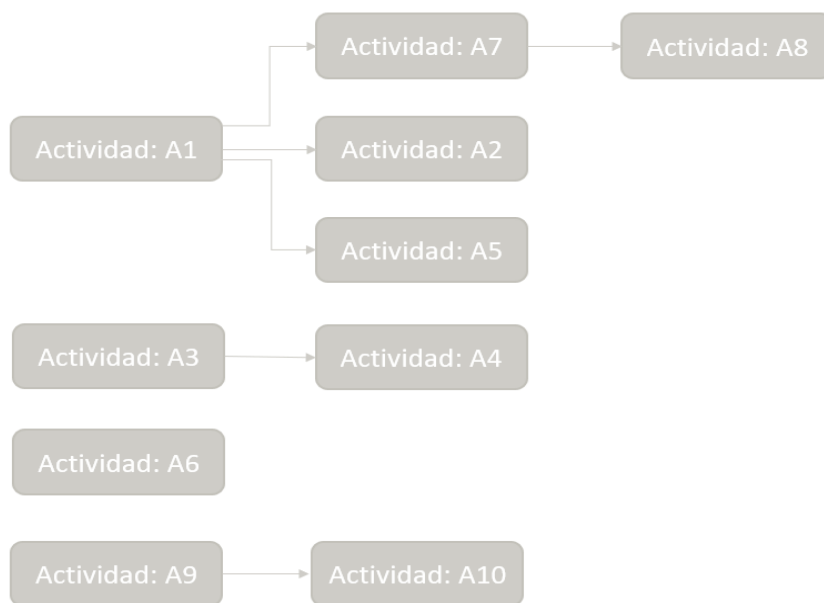 Actividad: A7
Actividad: A8
Actividad: A1
Actividad: A2
Actividad: A5
Actividad: A3
Actividad: A4
Actividad: A6
Actividad: A9
Actividad: A10